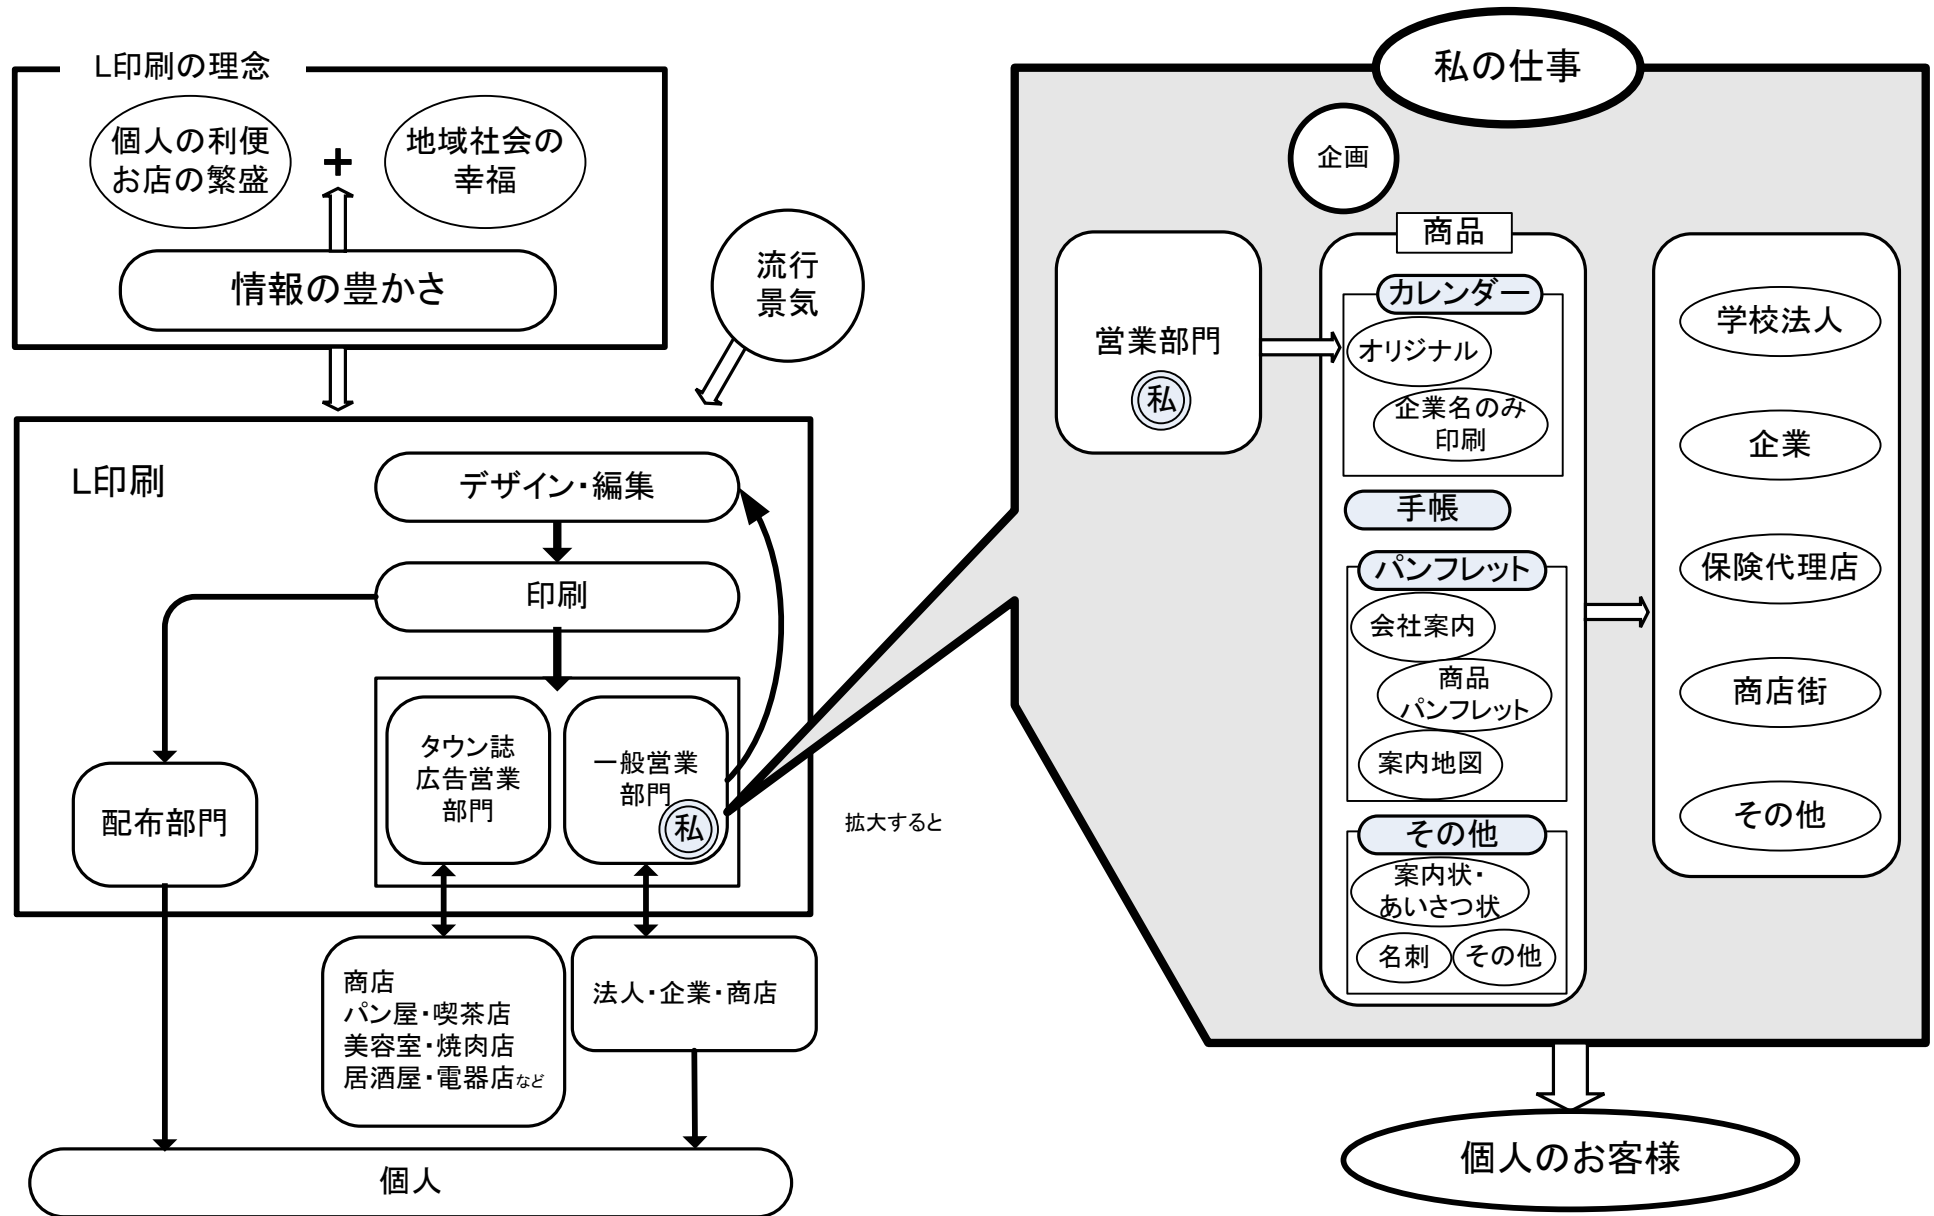 L印刷の理念
個人の利便
お店の繁盛
+
地域社会の
幸福
情報の豊かさ
流行
景気
L印刷
デザイン・編集
印刷
タウン誌
広告営業
部門
一般営業
部門
私
配布部門
商店
パン屋・喫茶店
美容室・焼肉店
居酒屋・電器店など
法人・企業・商店
個人
拡大すると
私の仕事
企画
営業部門
私
商品
カレンダー
オリジナル
企業名のみ
印刷
手帳
パンフレット
会社案内
商品
パンフレット
案内地図
その他
案内状・
あいさつ状
名刺
その他
学校法人
企業
保険代理店
商店街
その他
個人のお客様